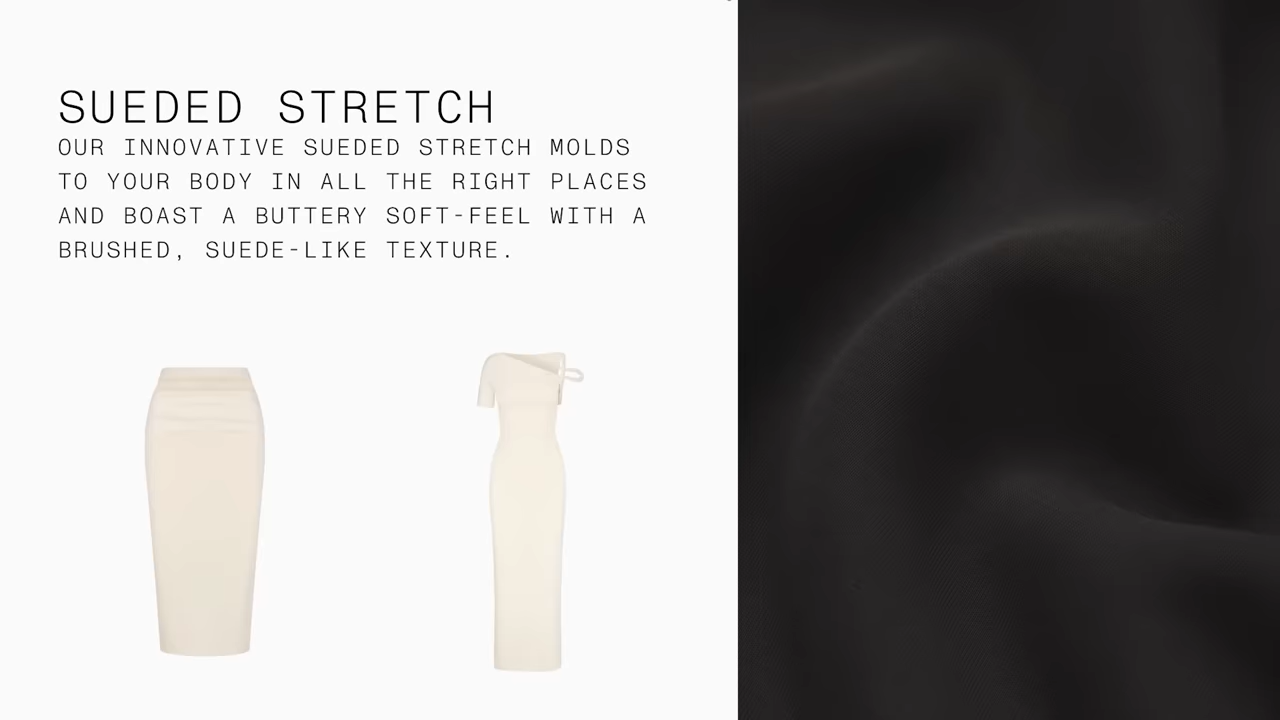 SUEDED STRETCH
OUR INNOVATIVE SUEDED STRETCH MOLDS
TO YOUR BODY IN ALL THE RIGHT PLACES
AND BOAST A BUTTERY SOFT-FEEL WITH A
BRUSHED, SUEDE-LIKE TEXTURE.